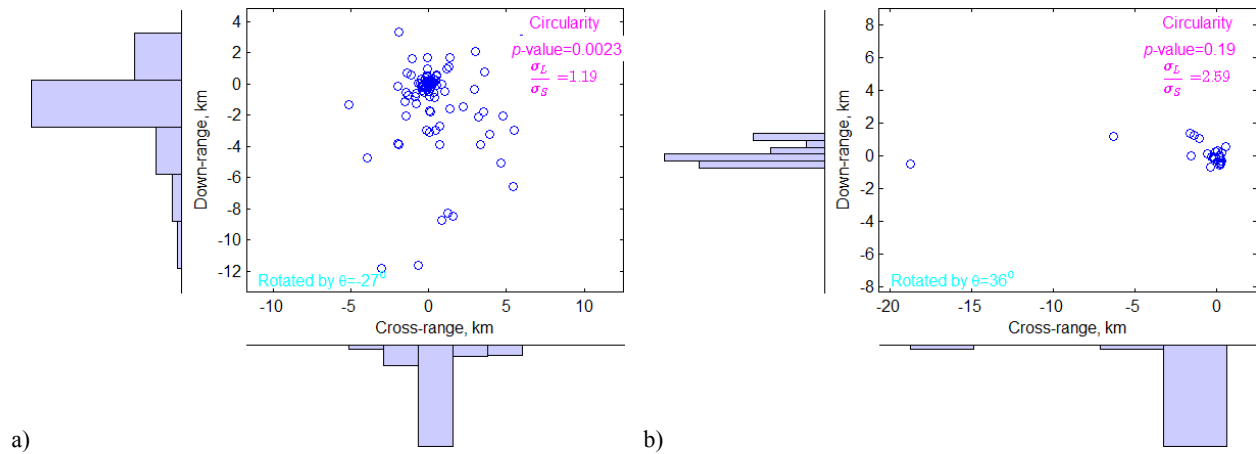 4
2
0
-2
-4
-6
-8
-10
-12
Down-range, km
Circularity
p-value=0.0023
σL/σS =1.19
Rotated by θ=-27°
-10
-5
0
5
10
Cross-range, km
a)
8
6
4
2
0
-2
-4
-6
-8
Down-range, km
Circularity
p-value=0.19
σL/σS =2.59
Rotated by θ=36°
-20
-15
-10
-5
0
Cross-range, km
b)